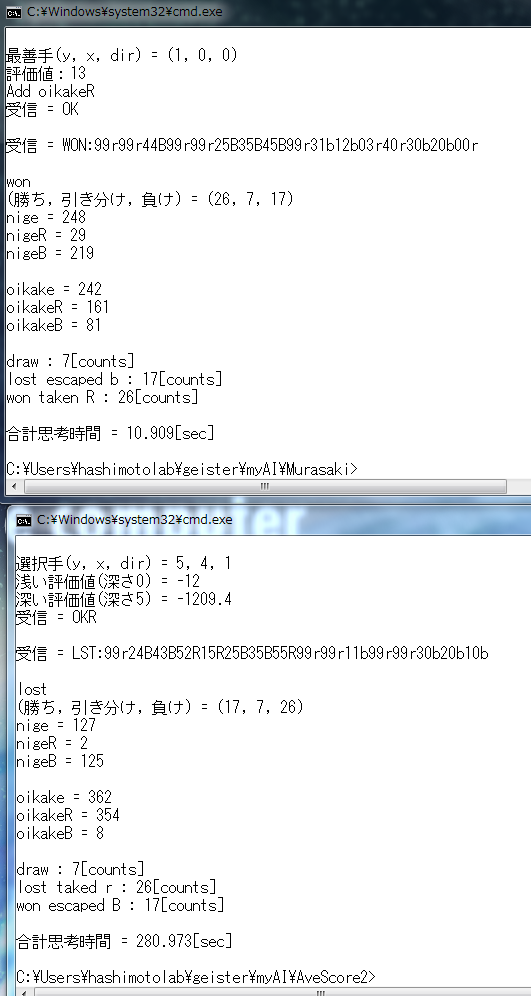 C:¥Windows¥system32¥cmd.exe
最善手(y, x, dir) = (1, 0, 0)
評価値：13
Add oikakeR
受信 = OK
受信 = WON:99r99r44B99r99r25B35B45B99r31b12b03r40r30b20b00r
won
(勝ち, 引き分け, 負け) = (26, 7, 17)
nige = 248
nigeR = 29
nigeB = 219
oikake = 242
oikakeR = 161
oikakeB = 81
draw : 7[counts]
lost escaped b : 17[counts]
won taken R : 26[counts]
合計思考時間 = 10.909[sec]
C:¥Users¥hashimotolab¥geister¥myAI¥Murasaki>
computer
C:¥Windows¥system32¥cmd.exe
選択手(y, x, dir) = 5, 4, 1
浅い評価値(深さ0) = -12
深い評価値(深さ5) = -1209.4
受信 = OKR
受信 = LST:99r24B43B52R15R25B35B55R99r99r11b99r99r30b20b10b
lost
(勝ち, 引き分け, 負け) = (17, 7, 26)
nige = 127
nigeR = 2
nigeB = 125
oikake = 362
oikakeR = 354
oikakeB = 8
draw : 7[counts]
lost taked r : 26[counts]
won escaped B : 17[counts]
合計思考時間 = 280.973[sec]
C:¥Users¥hashimotolab¥geister¥myAI¥AveScore2>